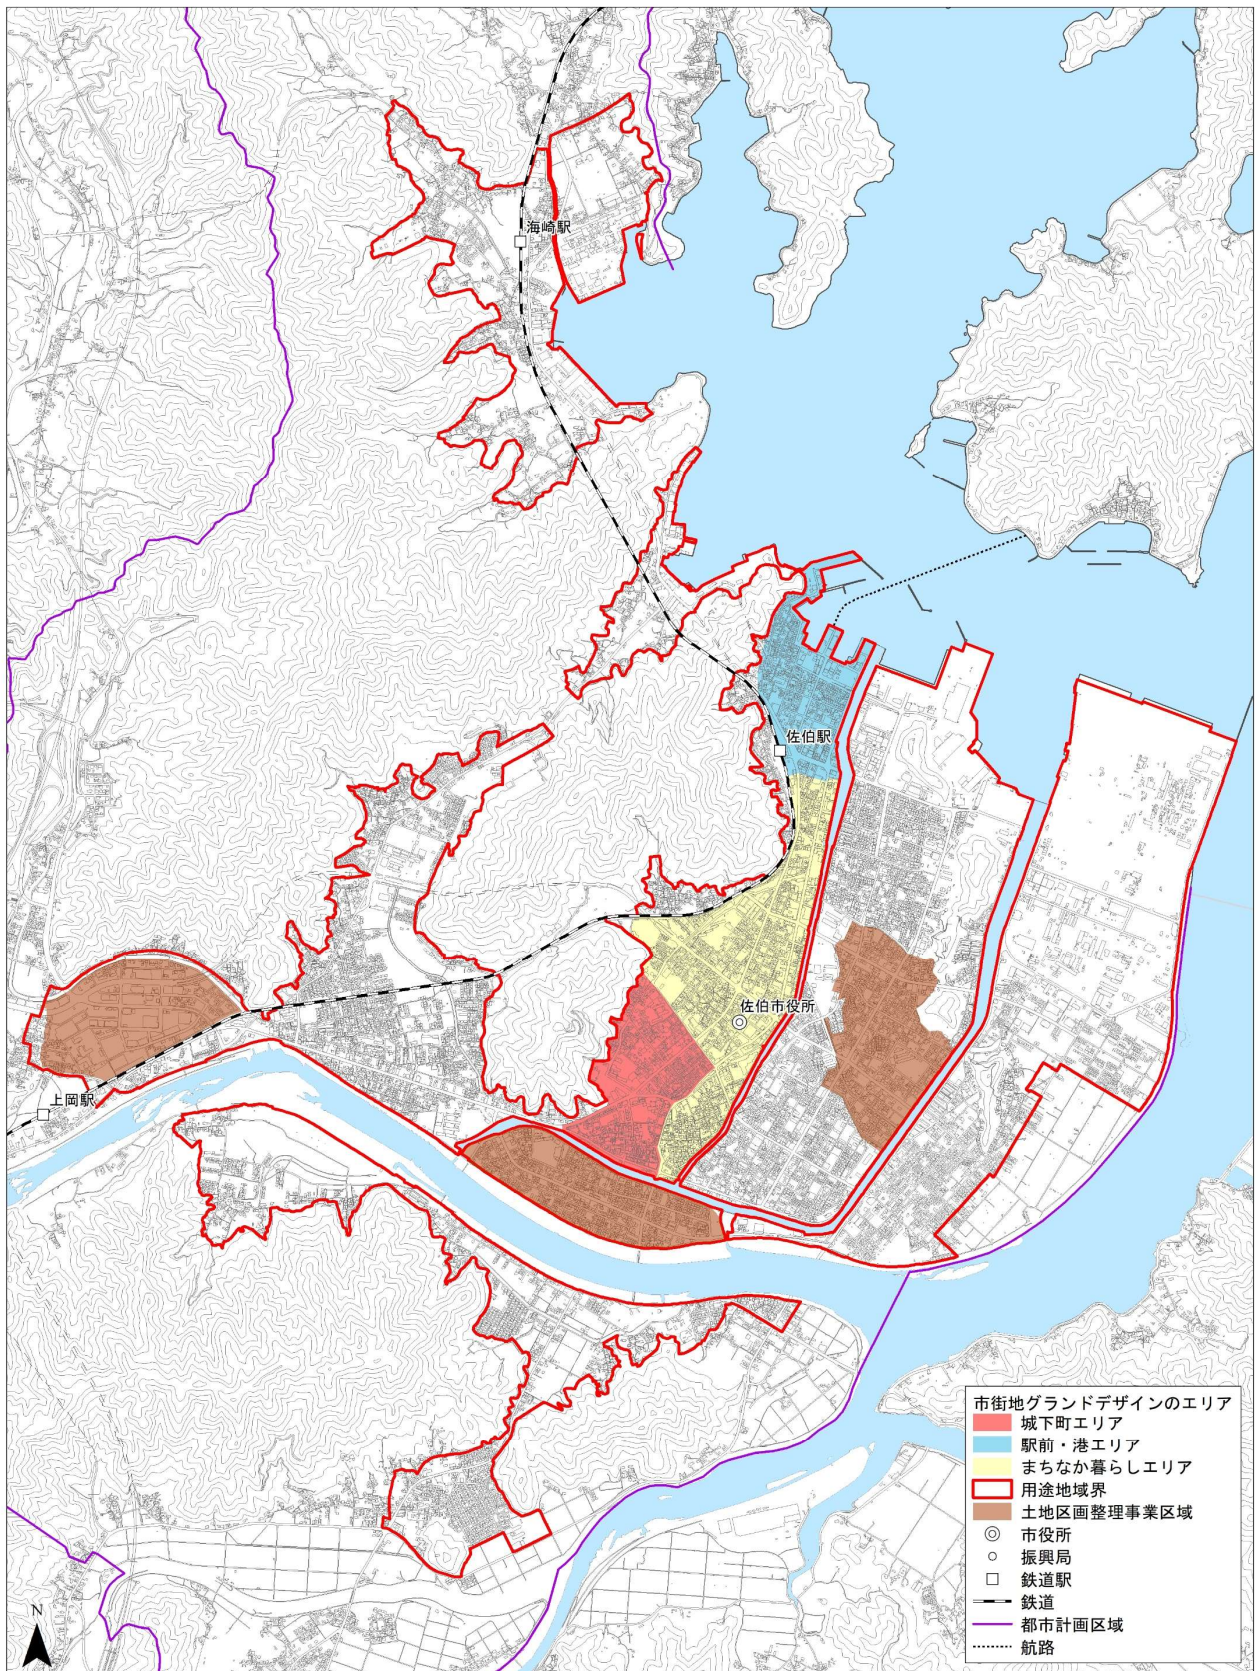 海崎駅
佐伯駅
佐伯市役所
上岡駅
市街地グランドデザインのエリア
城下町エリア
駅前・港エリア
まちなか暮らしエリア
用途地域界
土地区画整理事業区域
市役所
振興局
鉄道駅
鉄道
都市計画区域
航路
N